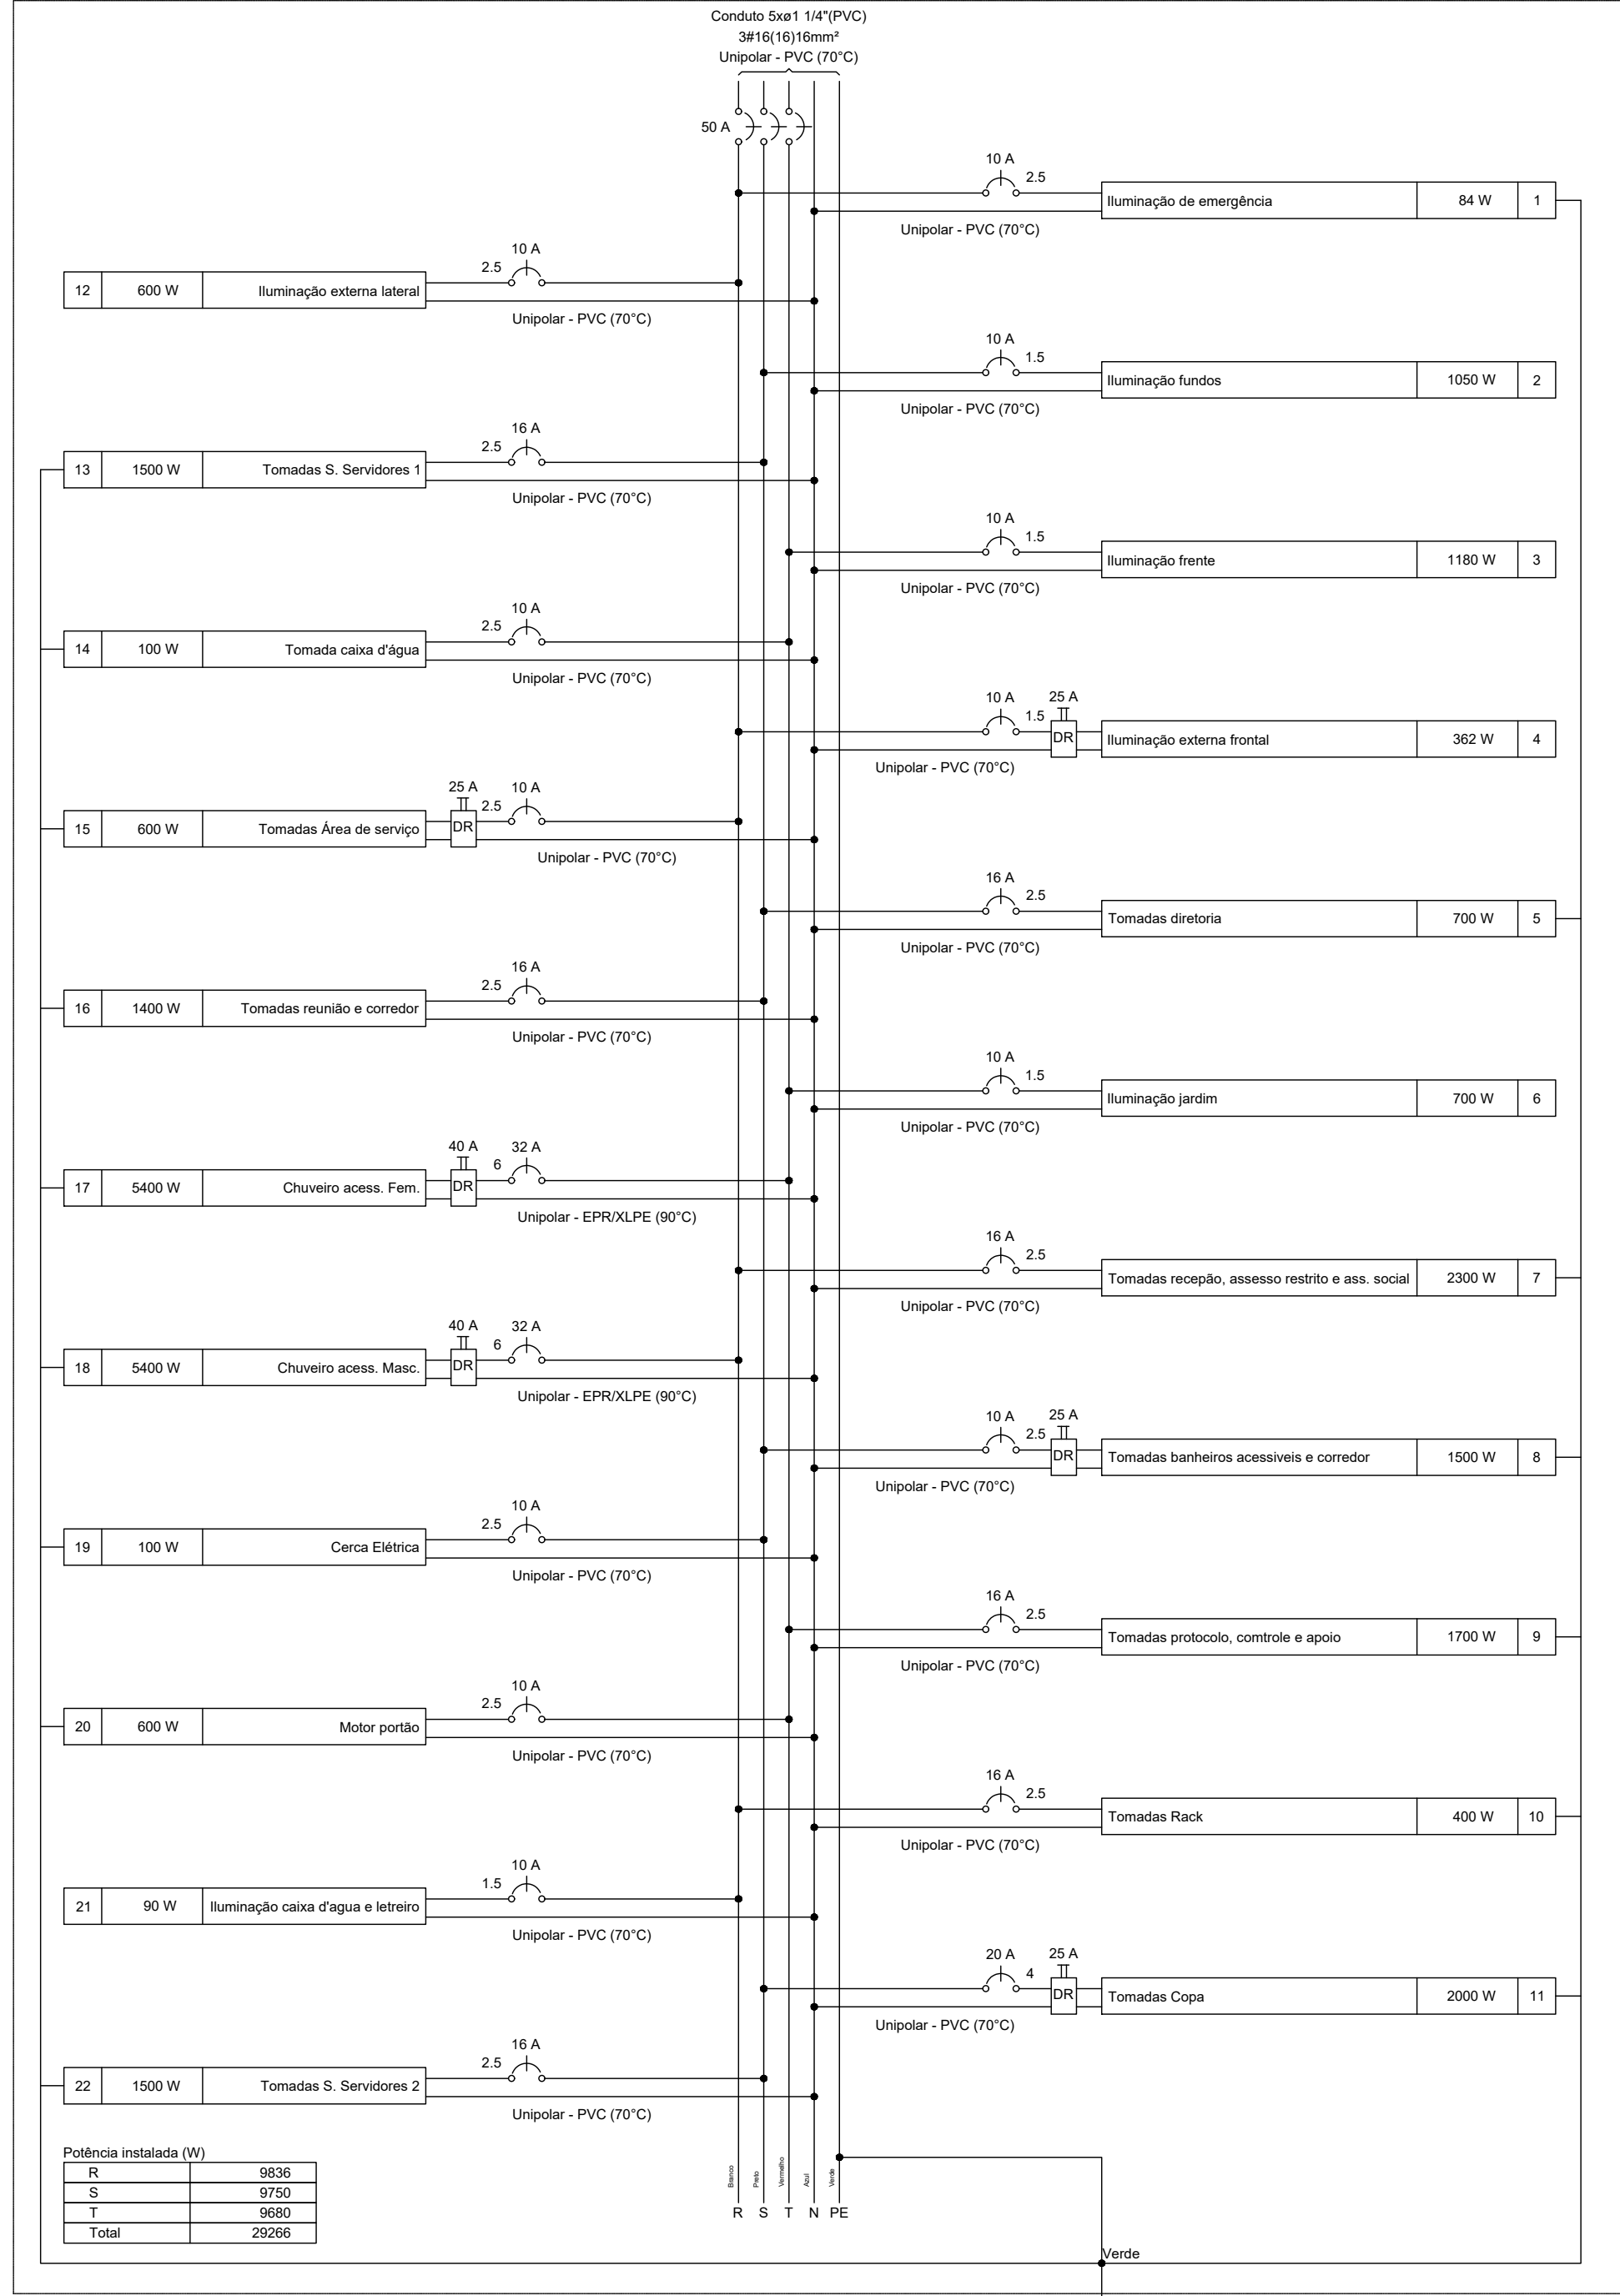 Conduto 5xø1 1/4"(PVC)
3#16(16)16mm²
Unipolar - PVC (70°C)
50 A
10 A
2.5
Iluminação de emergência 84 W 1
Unipolar - PVC (70°C)
10 A
2.5
12 600 W Iluminação externa lateral
Unipolar - PVC (70°C)
10 A
1.5
Iluminação fundos 1050 W 2
Unipolar - PVC (70°C)
16 A
2.5
13 1500 W Tomadas S. Servidores 1
Unipolar - PVC (70°C)
10 A
1.5
Iluminação frente 1180 W 3
Unipolar - PVC (70°C)
10 A
2.5
14 100 W Tomada caixa d'água
Unipolar - PVC (70°C)
10 A 25 A
1.5
DR
Iluminação externa frontal 362 W 4
Unipolar - PVC (70°C)
25 A 10 A
2.5
15 600 W Tomadas Área de serviço DR
Unipolar - PVC (70°C)
16 A
2.5
Tomadas diretoria 700 W 5
Unipolar - PVC (70°C)
16 A
2.5
16 1400 W Tomadas reunião e corredor
Unipolar - PVC (70°C)
10 A
1.5
Iluminação jardim 700 W 6
Unipolar - PVC (70°C)
40 A 32 A
6
17 5400 W Chuveiro acess. Fem. DR
Unipolar - EPR/XLPE (90°C)
16 A
2.5
Tomadas recepão, assesso restrito e ass. social 2300 W 7
Unipolar - PVC (70°C)
40 A 32 A
6
18 5400 W Chuveiro acess. Masc. DR
Unipolar - EPR/XLPE (90°C)
10 A 25 A
2.5
DR Tomadas banheiros acessiveis e corredor 1500 W 8
Unipolar - PVC (70°C)
10 A
2.5
19 100 W Cerca Elétrica
Unipolar - PVC (70°C)
16 A
2.5
Tomadas protocolo, comtrole e apoio 1700 W 9
Unipolar - PVC (70°C)
10 A
2.5
20 600 W Motor portão
Unipolar - PVC (70°C)
16 A
2.5
Tomadas Rack 400 W 10
Unipolar - PVC (70°C)
10 A
1.5
21 90 W Iluminação caixa d'agua e letreiro
Unipolar - PVC (70°C)
20 A 25 A
4
DR Tomadas Copa 2000 W 11
Unipolar - PVC (70°C)
16 A
2.5
22 1500 W Tomadas S. Servidores 2
Unipolar - PVC (70°C)
Potência instalada (W)
R 9836
S 9750
T 9680
Total 29266
Branco Preto Vermelho Azul Verde
R S T N PE
Verde